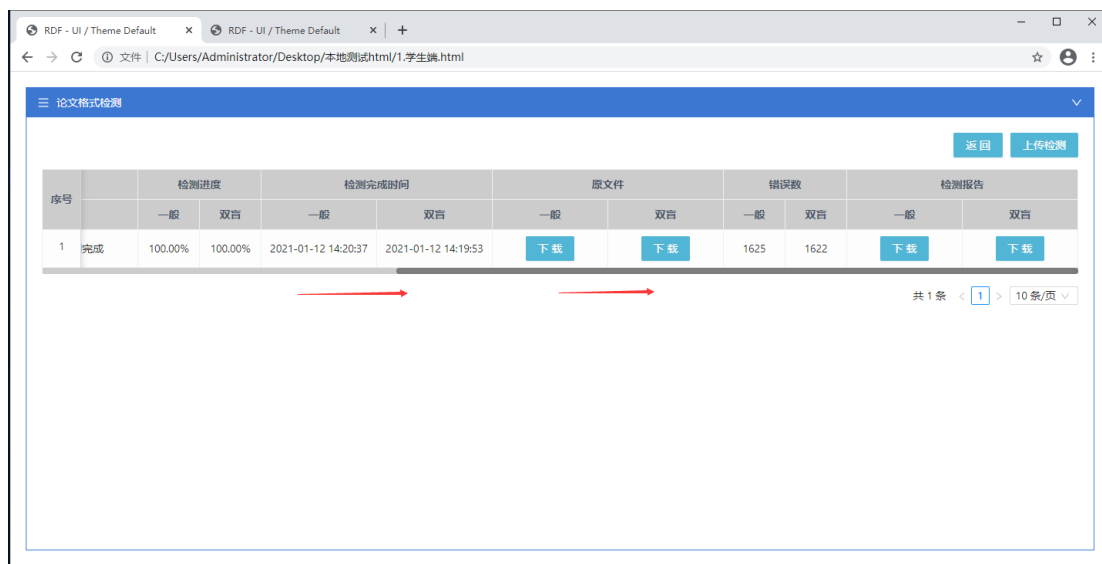 RDF - UI / Theme Default
RDF - UI / Theme Default
文件 C:/Users/Administrator/Desktop/本地测试html/1.学生端.html
论文格式检测
返回 上传检测
序号 检测进度 检测完成时间 原文件 错误数 检测报告
一般 双盲 一般 双盲 一般 双盲 一般 双盲 一般 双盲
1 完成 100.00% 100.00% 2021-01-12 14:20:37 2021-01-12 14:19:53 下载 下载 1625 1622 下载 下载
共 1 条 < 1 > 10 条/页